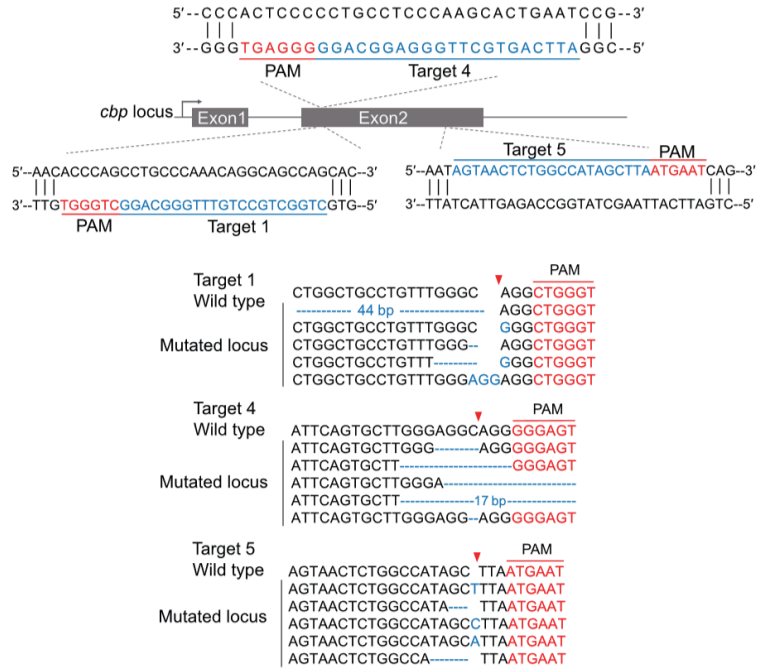 5′--CCCACTCCCCCTGCCTCCCAAGCACTGAATCCG--3′
3′--GGGTGAGGGGGACGGAGGGTTCGTGACTTAGGC--5′
PAM Target 4
cbp locus Exon1 Exon2
Target 5 PAM
5′--AACACCCAGCCTGCCCAAACAGGCAGCCAGCAC--3′
5′--AATAGTAACTCTGGCCATAGCTTAATGAATCAG--3′
3′--TTGTGGGTCGGACGGGTTTGTCCGTCGGTCGTG--5′
3′--TTATCATTGAGACCGGTATCGAATTACTTAGTC--5′
PAM Target 1
Target 1
PAM
Wild type CTGGCTGCCTGTTTGGGC AGGCTGGGT
----------- 44 bp ----------------- AGGCTGGGT
CTGGCTGCCTGTTTGGGC GGGCTGGGT
Mutated locus CTGGCTGCCTGTTTGGG-- AGGCTGGGT
CTGGCTGCCTGTTT--------- GGGCTGGGT
CTGGCTGCCTGTTTGGGAGGAGGCTGGGT
Target 4
PAM
Wild type ATTCAGTGCTTGGGAGGCAGGGGGAGT
ATTCAGTGCTTGGG---------AGGGGGAGT
ATTCAGTGCTT-----------------------GGGAGT
Mutated locus ATTCAGTGCTTGGGA---------------------------
ATTCAGTGCTT---------------17 bp--------------
ATTCAGTGCTTGGGAGG--AGGGGGAGT
Target 5
PAM
Wild type AGTAACTCTGGCCATAGC TTAATGAAT
AGTAACTCTGGCCATAGCTTTAATGAAT
AGTAACTCTGGCCATA---- TTAATGAAT
Mutated locus AGTAACTCTGGCCATAGCCTTAATGAAT
AGTAACTCTGGCCATAGCATTAATGAAT
AGTAACTCTGGCCA-------- TTAATGAAT